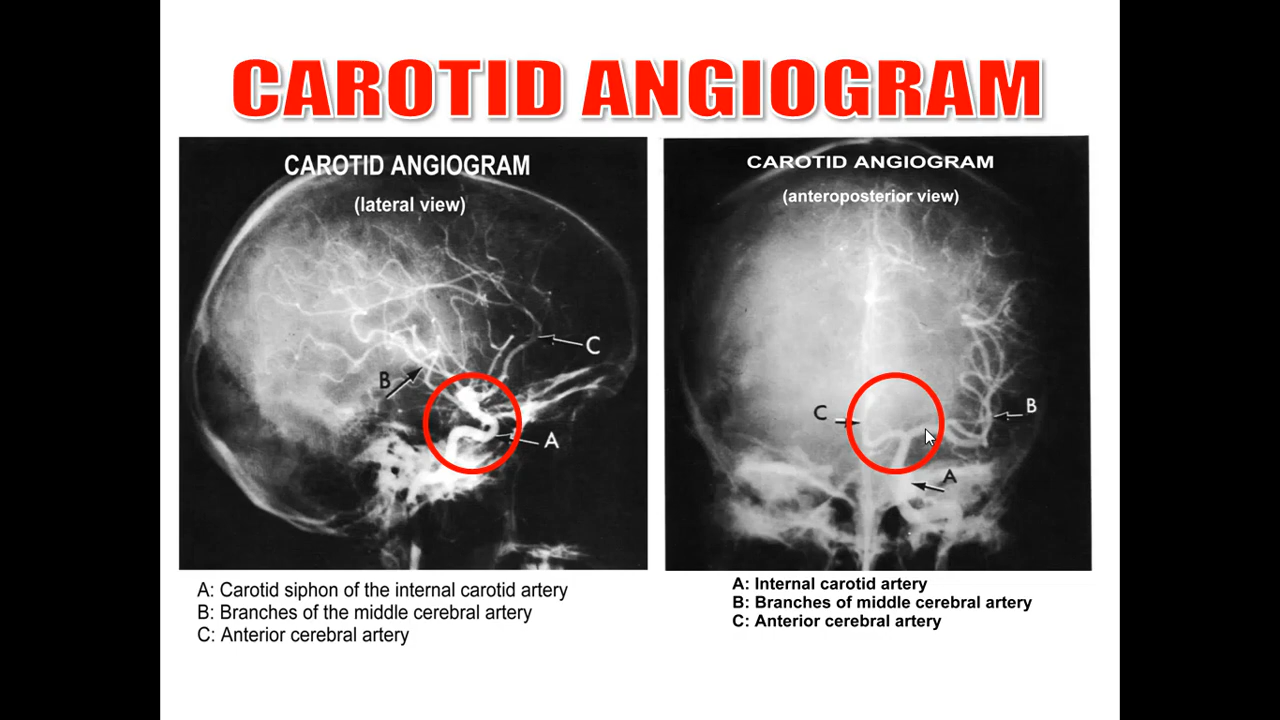 CAROTID ANGIOGRAM
CAROTID ANGIOGRAM
(lateral view)
B
C
A
A: Carotid siphon of the internal carotid artery
B: Branches of the middle cerebral artery
C: Anterior cerebral artery
CAROTID ANGIOGRAM
(anteroposterior view)
C
B
A
A: Internal carotid artery
B: Branches of middle cerebral artery
C: Anterior cerebral artery